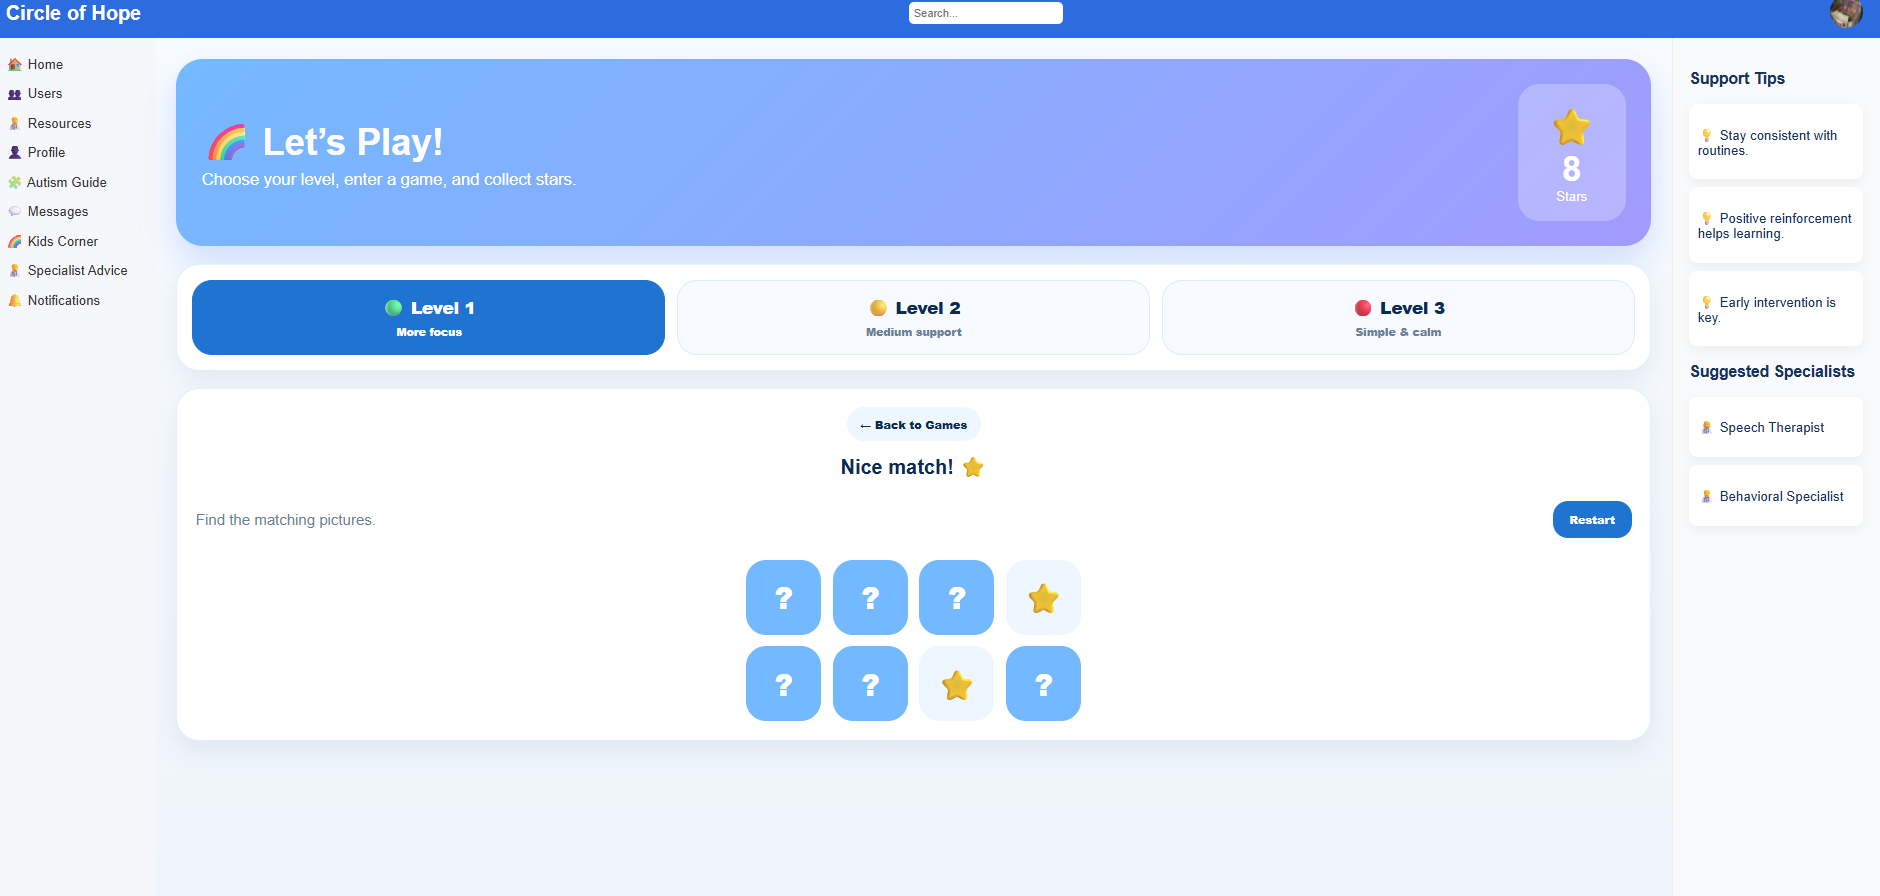 Circle of Hope
Search...
Home
Users
Resources
Profile
Autism Guide
Messages
Kids Corner
Specialist Advice
Notifications
Let’s Play!
Choose your level, enter a game, and collect stars.
8
Stars
Level 1
More focus
Level 2
Medium support
Level 3
Simple & calm
← Back to Games
Nice match!
Find the matching pictures.
Restart
? ? ?
? ? ?
Support Tips
Stay consistent with
routines.
Positive reinforcement
helps learning.
Early intervention is
key.
Suggested Specialists
Speech Therapist
Behavioral Specialist